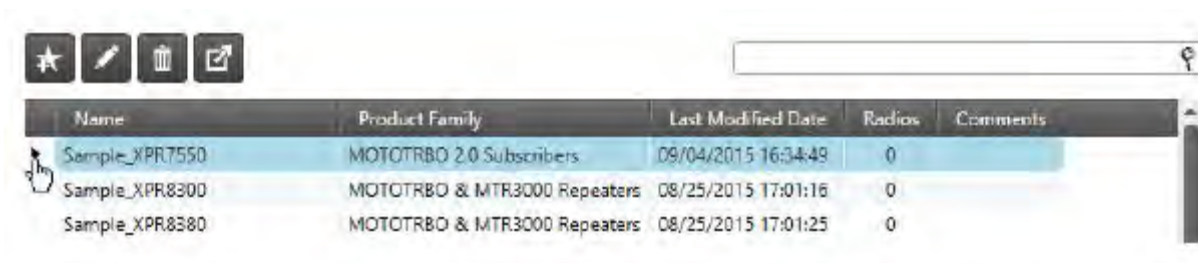 Name Product Family Last Modified Date Radios Comments
Sample_XPR7550 MOTOTRBO 2.0 Subscribers 09/04/2015 16:34:49 0
Sample_XPR8300 MOTOTRBO & MTR3000 Repeaters 08/25/2015 17:01:16 0
Sample_XPR8380 MOTOTRBO & MTR3000 Repeaters 08/25/2015 17:01:25 0